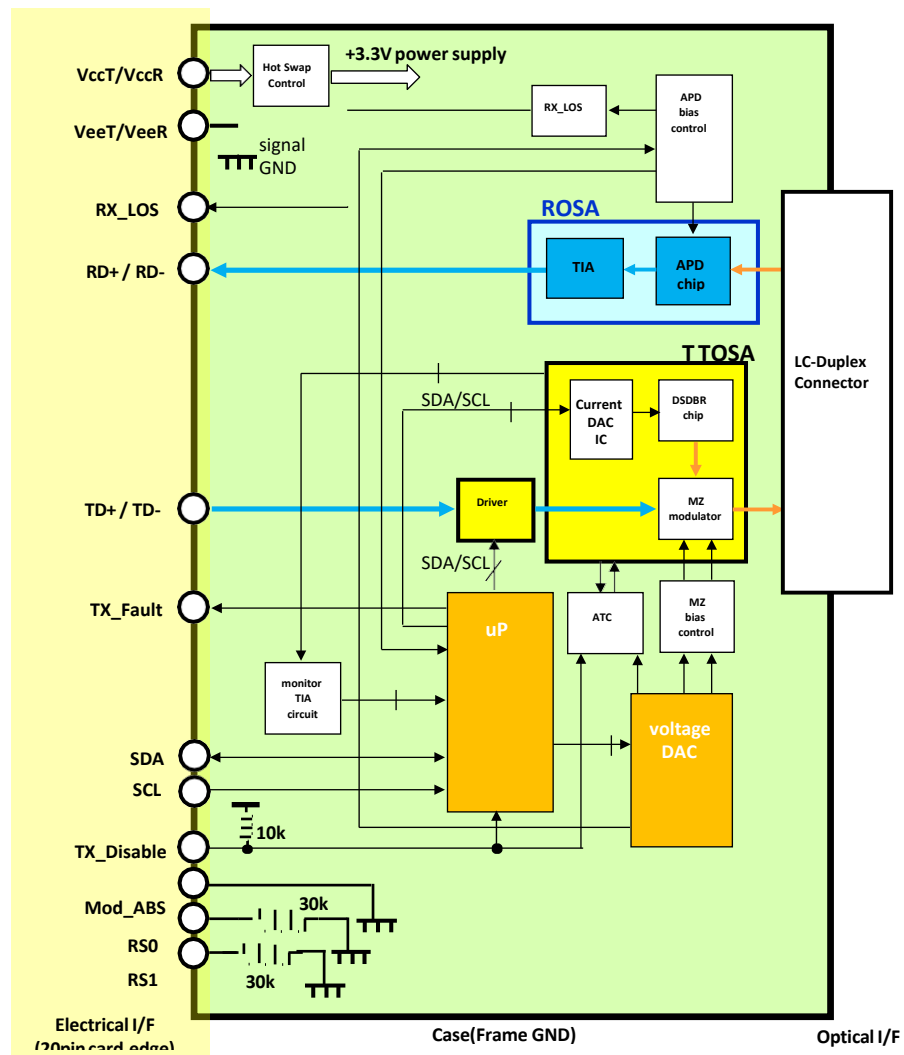 +3.3V power supply
VccT/VccR
Hot Swap
Control
APD
bias
control
RX_LOS
VeeT/VeeR
signal
GND
RX_LOS
ROSA
RD+ / RD-
TIA
APD
chip
T TOSA
LC-Duplex
Connector
SDA/SCL
Current
DAC
IC
DSDBR
chip
TD+ / TD-
Driver
MZ
modulator
SDA/SCL
TX_Fault
uP
ATC
MZ
bias
control
monitor
TIA
circuit
voltage
DAC
SDA
SCL
10k
TX_Disable
Mod_ABS
30k
RS0
RS1
30k
Electrical I/F
(20pin card edge)
Case(Frame GND)
Optical I/F